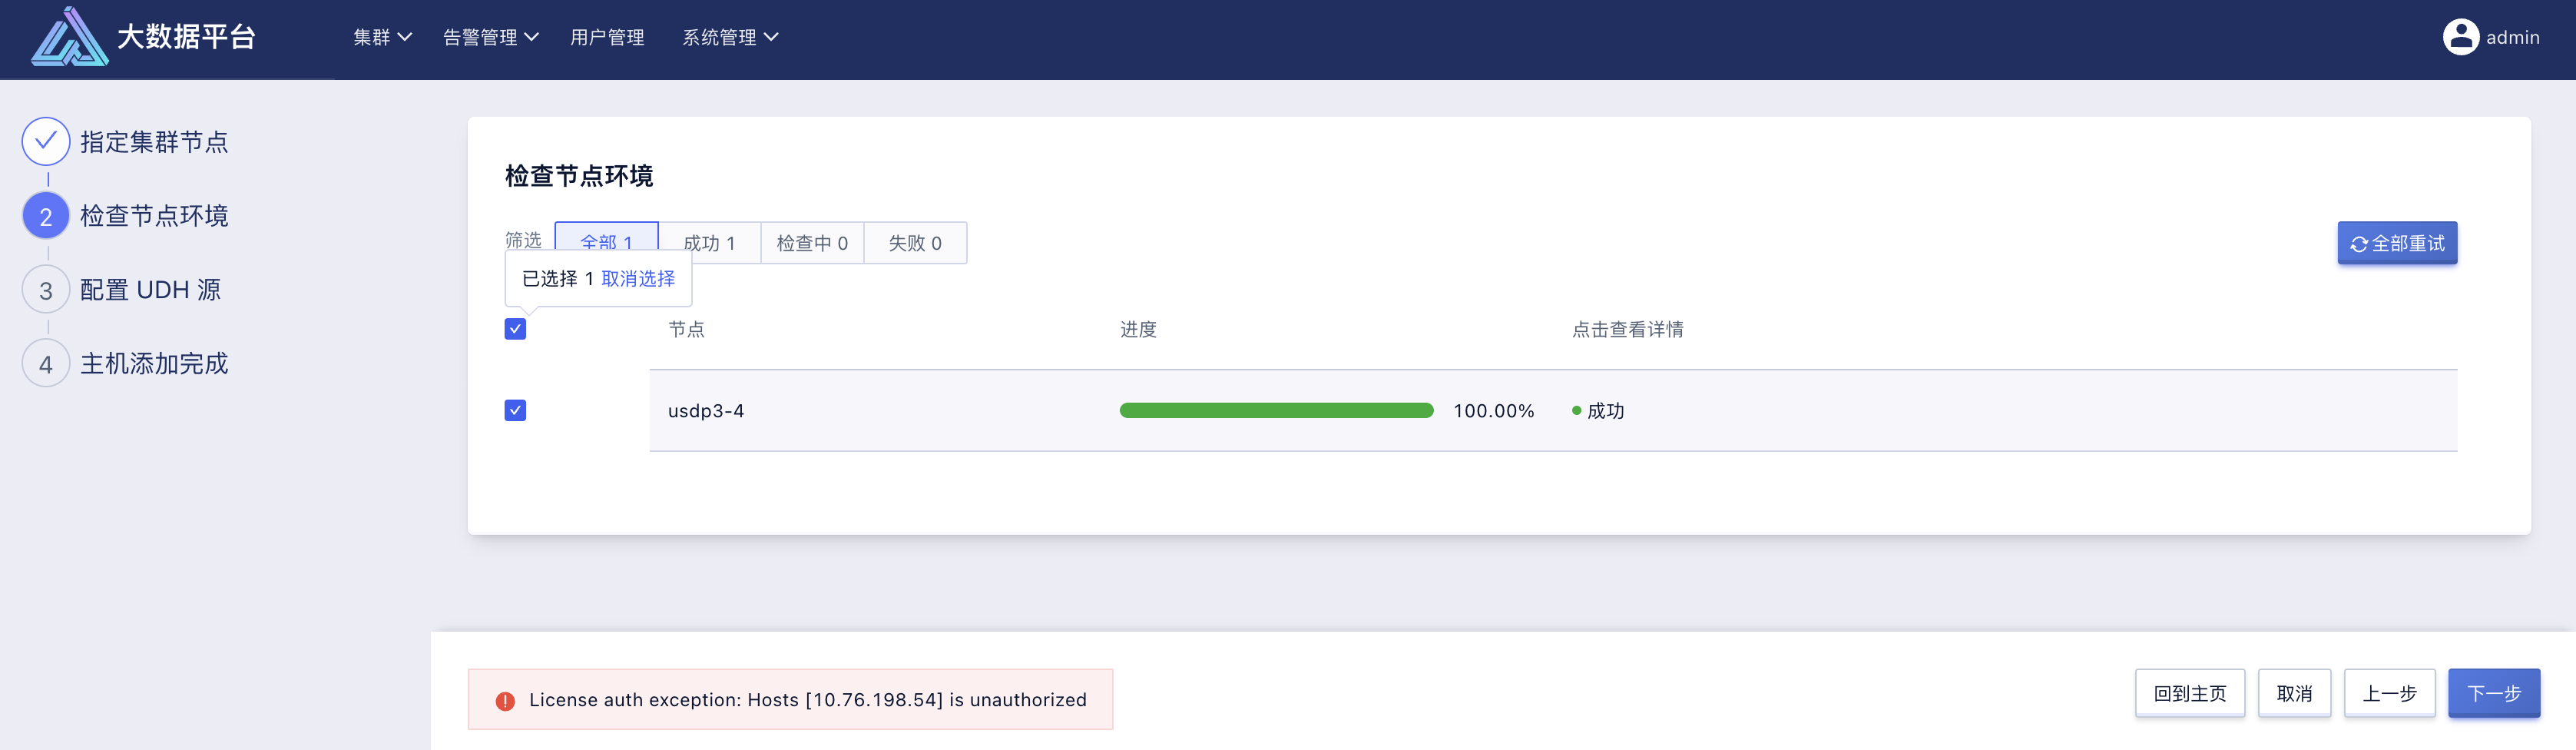 大数据平台
集群 告警管理 用户管理 系统管理 admin
指定集群节点
2 检查节点环境
3 配置 UDH 源
4 主机添加完成
检查节点环境
筛选 全部 1 成功 1 检查中 0 失败 0 全部重试
已选择 1 取消选择
节点 进度 点击查看详情
usdp3-4 100.00% 成功
License auth exception: Hosts [10.76.198.54] is unauthorized
回到主页 取消 上一步 下一步